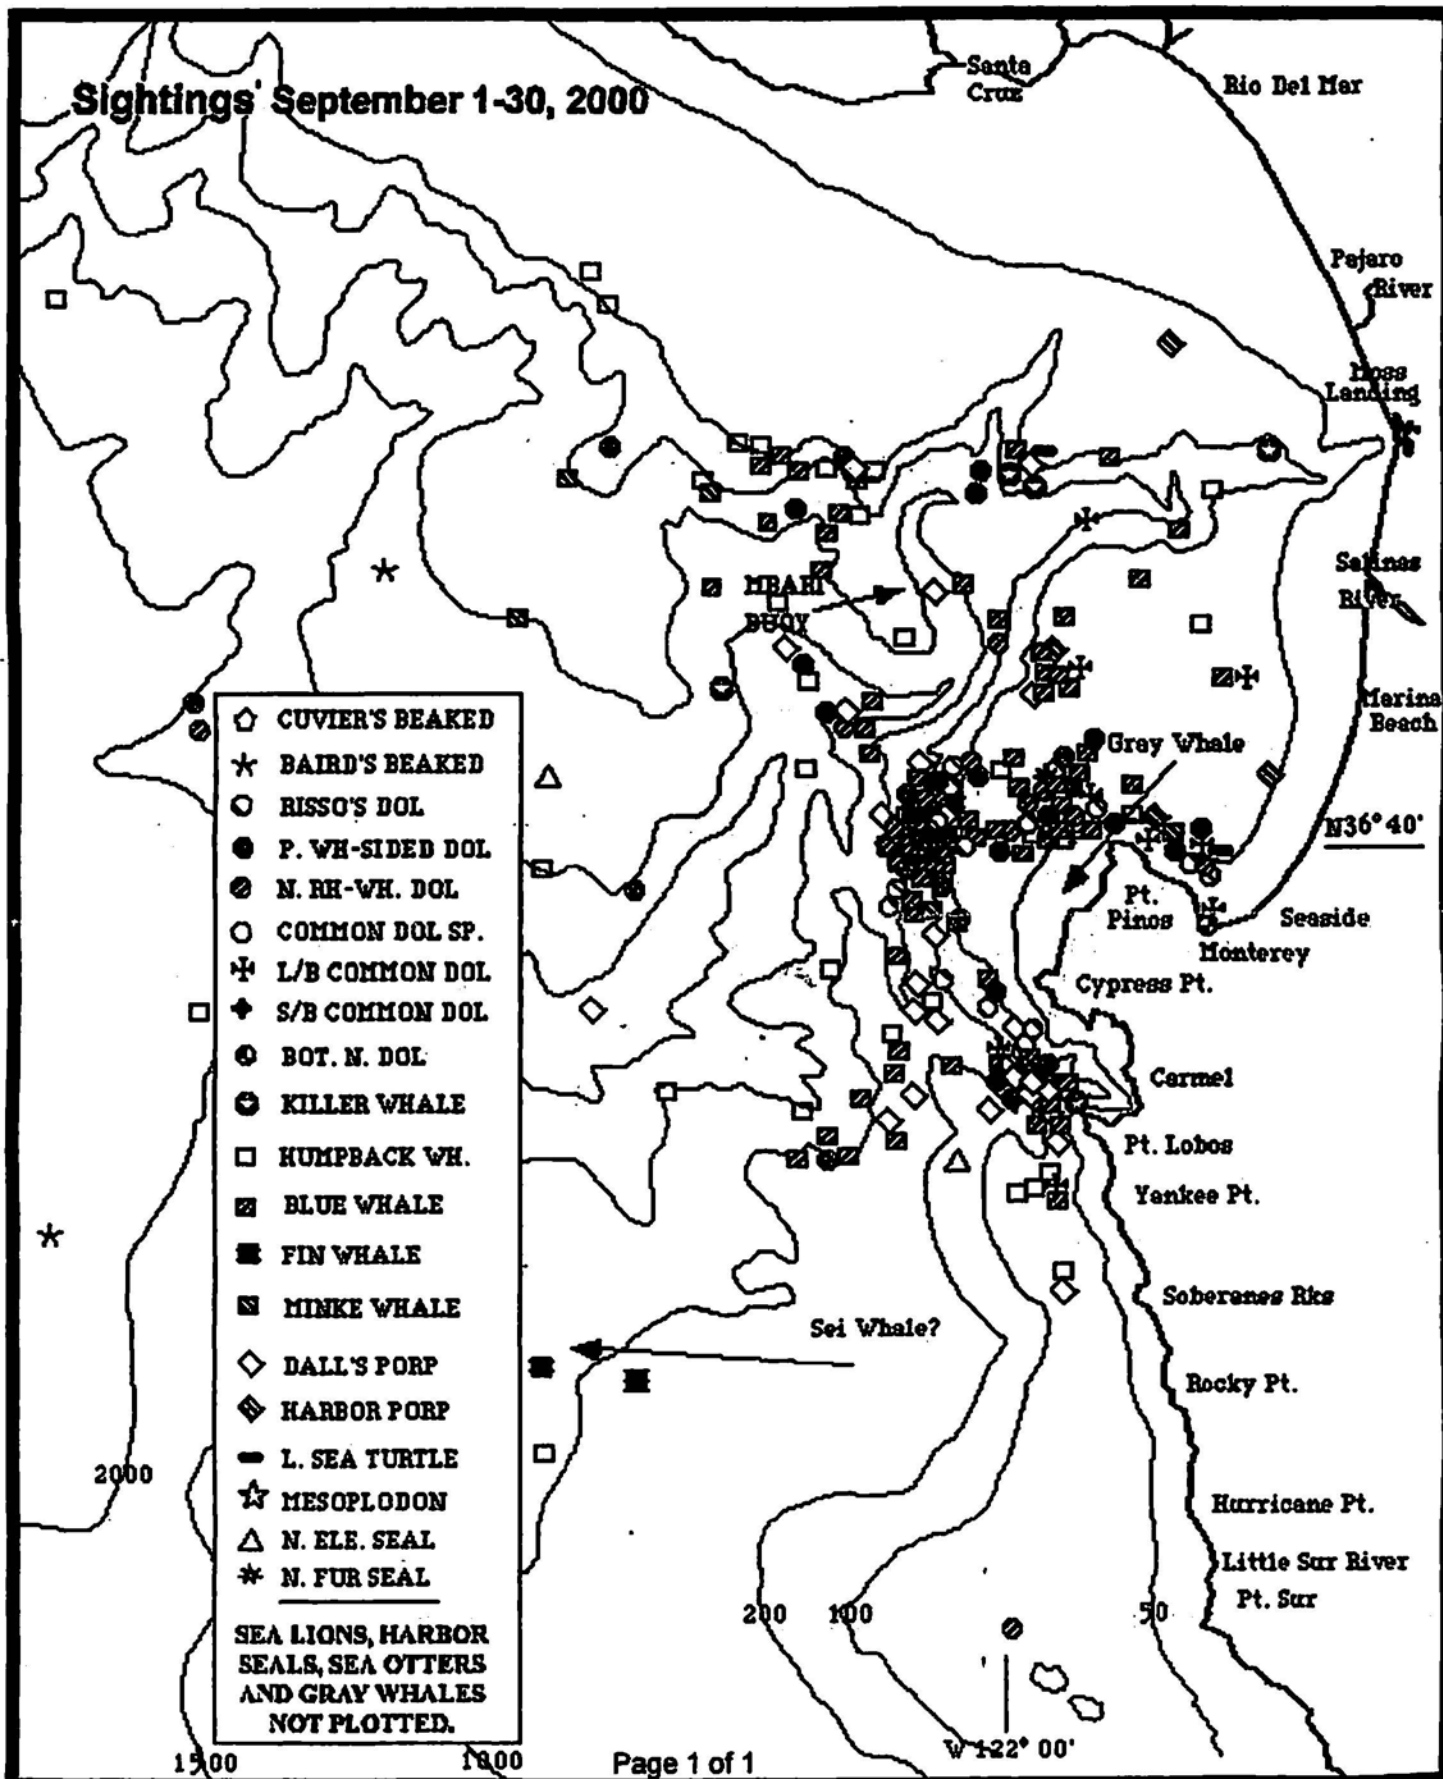 Sightings' September 1-30, 2000
Santa
Cruz
Rio Del Mar
Pajaro
River
Moss
Landing
Salinas
River
MBARI
BUOY
Marina
Beach
Gray Whale
N36° 40'
Pt.
Pinos
Seaside
Monterey
Cypress Pt.
Carmel
Pt. Lobos
Yankee Pt.
Soberanes Rks
Sei Whale?
Rocky Pt.
Hurricane Pt.
Little Sur River
Pt. Sur
CUVIER'S BEAKED
BAIRD'S BEAKED
RISSO'S DOL
P. WH-SIDED DOL
N. RH-WH. DOL
COMMON DOL SP.
L/B COMMON DOL
S/B COMMON DOL
BOT. N. DOL
KILLER WHALE
HUMPBACK WH.
BLUE WHALE
FIN WHALE
MINKE WHALE
DALL'S PORP
HARBOR PORP
L. SEA TURTLE
MESOPLODON
N. ELE. SEAL
N. FUR SEAL
SEA LIONS, HARBOR
SEALS, SEA OTTERS
AND GRAY WHALES
NOT PLOTTED.
2000
200
100
50
W 122° 00'
1500
1000
Page 1 of 1